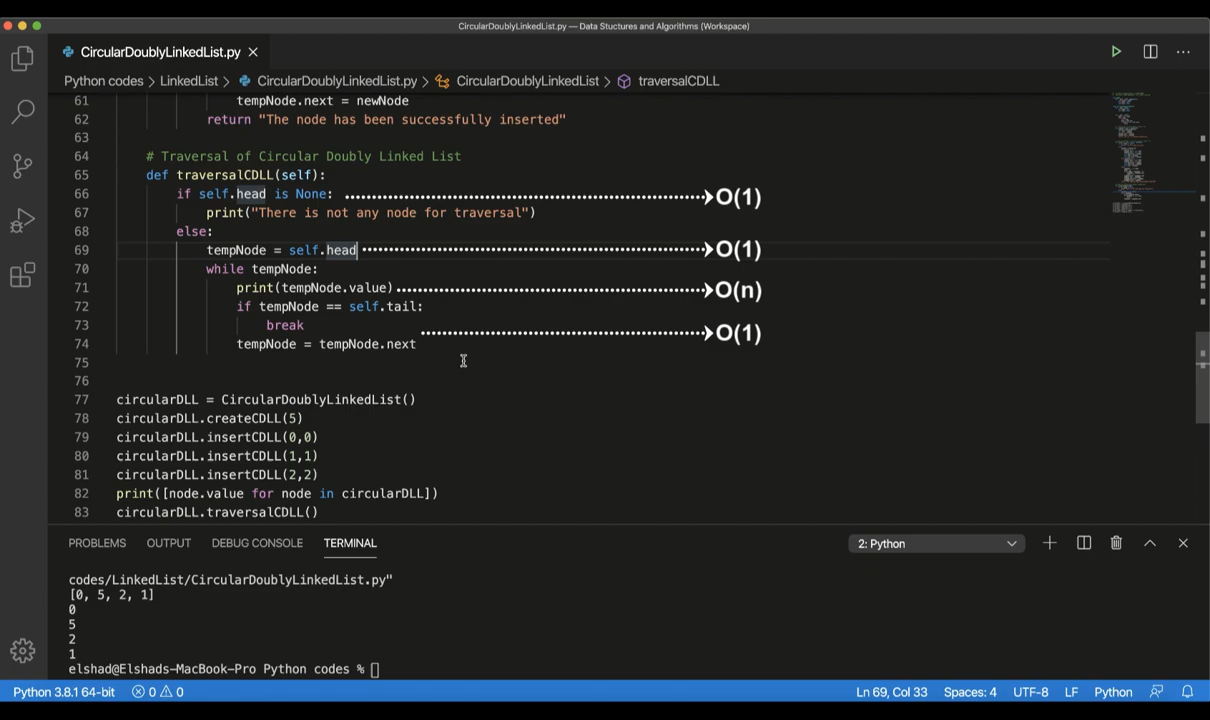 CircularDoublyLinkedList.py — Data Stuctures and Algorithms (Workspace)
CircularDoublyLinkedList.py
Python codes > LinkedList > CircularDoublyLinkedList.py > CircularDoublyLinkedList > traversalCDLL
61 tempNode.next = newNode
62 return "The node has been successfully inserted"
63
64 # Traversal of Circular Doubly Linked List
65 def traversalCDLL(self):
66 if self.head is None: O(1)
67 print("There is not any node for traversal")
68 else:
69 tempNode = self.head O(1)
70 while tempNode:
71 print(tempNode.value) O(n)
72 if tempNode == self.tail:
73 break O(1)
74 tempNode = tempNode.next
75
76
77 circularDLL = CircularDoublyLinkedList()
78 circularDLL.createCDLL(5)
79 circularDLL.insertCDLL(0,0)
80 circularDLL.insertCDLL(1,1)
81 circularDLL.insertCDLL(2,2)
82 print([node.value for node in circularDLL])
83 circularDLL.traversalCDLL()
PROBLEMS OUTPUT DEBUG CONSOLE TERMINAL 2: Python
codes/LinkedList/CircularDoublyLinkedList.py"
[0, 5, 2, 1]
0
5
2
1
elshad@Elshads-MacBook-Pro Python codes %
Python 3.8.1 64-bit 0 0 Ln 69, Col 33 Spaces: 4 UTF-8 LF Python